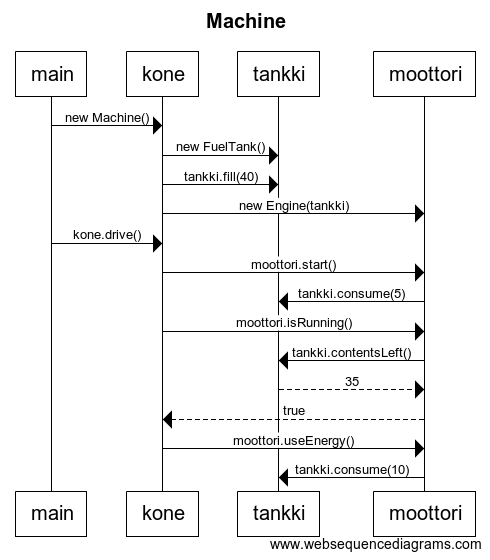 Machine
main kone tankki moottori
new Machine()
new FuelTank()
tankki.fill(40)
new Engine(tankki)
kone.drive()
moottori.start()
tankki.consume(5)
moottori.isRunning()
tankki.contentsLeft()
35
true
moottori.useEnergy()
tankki.consume(10)
main kone tankki moottori
www.websequencediagrams.com